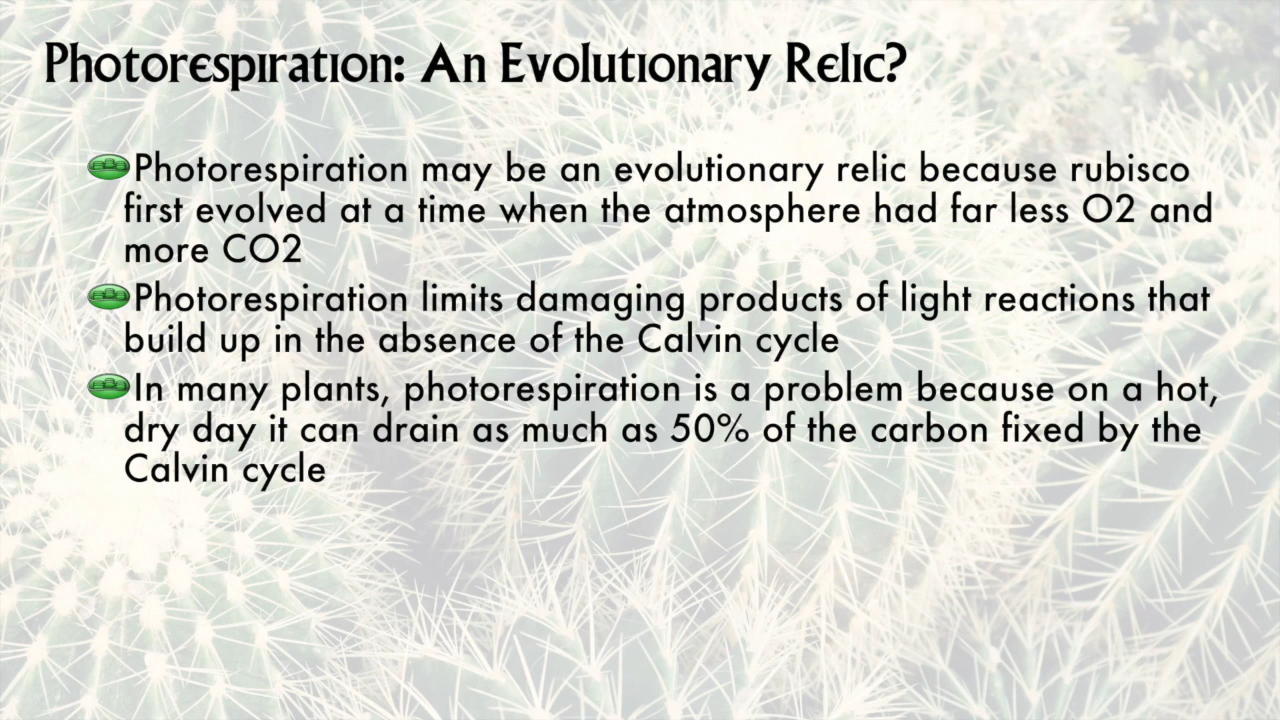 Photorespiration: An Evolutionary Relic?
Photorespiration may be an evolutionary relic because rubisco
first evolved at a time when the atmosphere had far less O2 and
more CO2
Photorespiration limits damaging products of light reactions that
build up in the absence of the Calvin cycle
In many plants, photorespiration is a problem because on a hot,
dry day it can drain as much as 50% of the carbon fixed by the
Calvin cycle